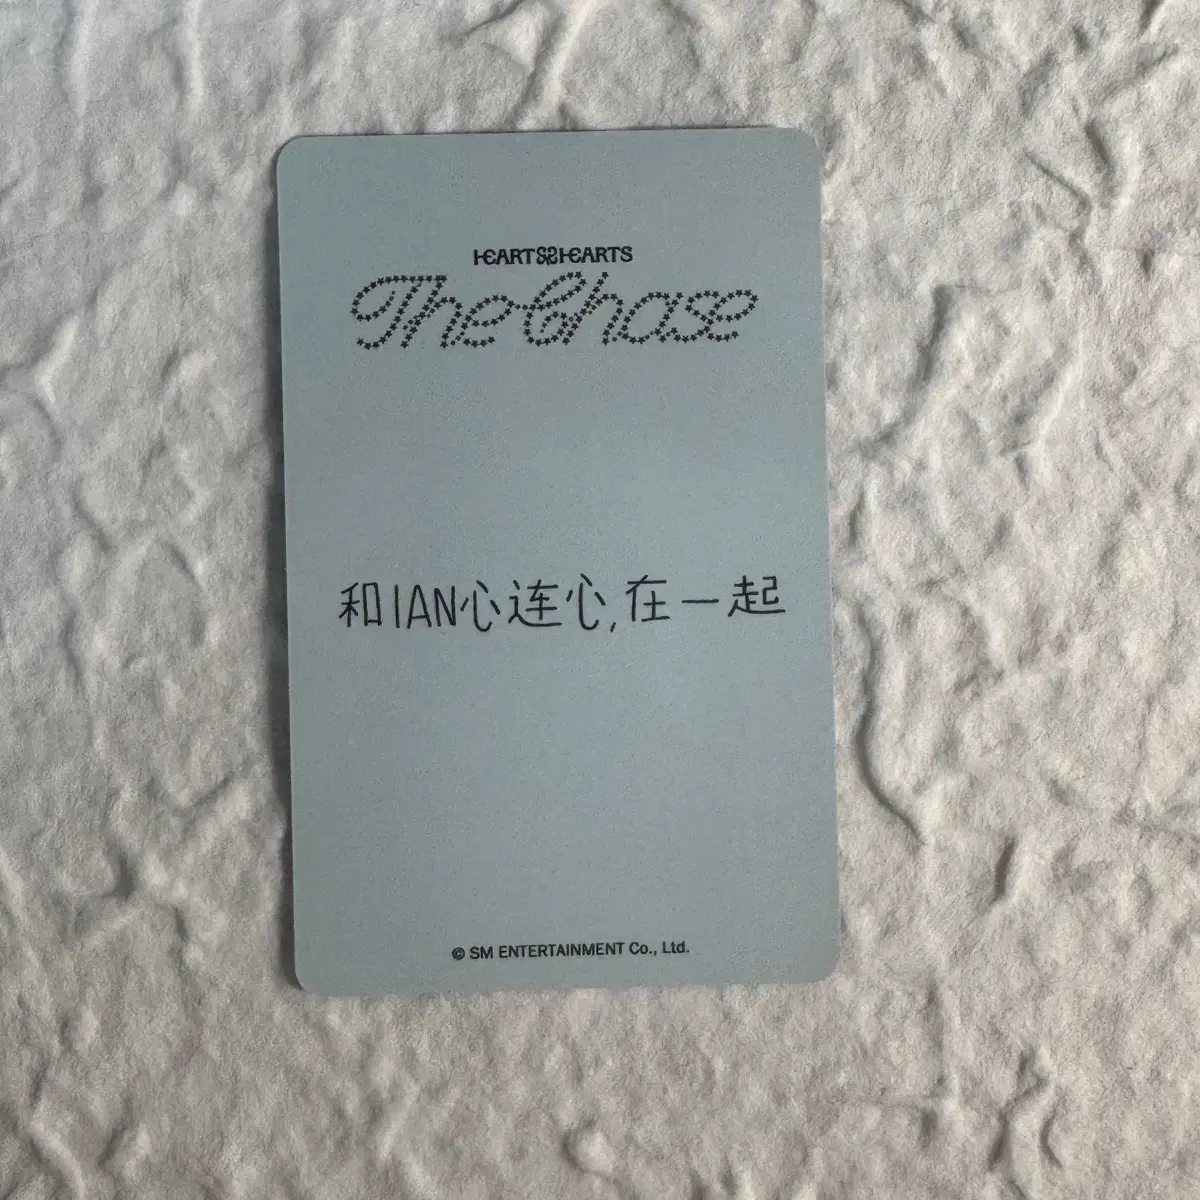 HEARTS2HEARTS
The Chase
和IAN心连心,在一起
© SM ENTERTAINMENT Co., Ltd.